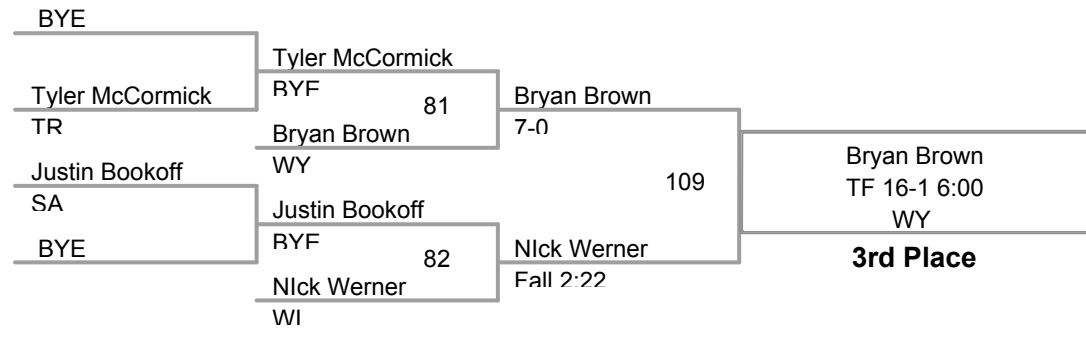 BYE
Tyler McCormick
TR
Justin Bookoff
SA
BYE
Tyler McCormick
BYE
81
Bryan Brown
WY
Justin Bookoff
BYE
82
NIck Werner
WI
Bryan Brown
7-0
109
NIck Werner
Fall 2:22
Bryan Brown
TF 16-1 6:00
WY
3rd Place